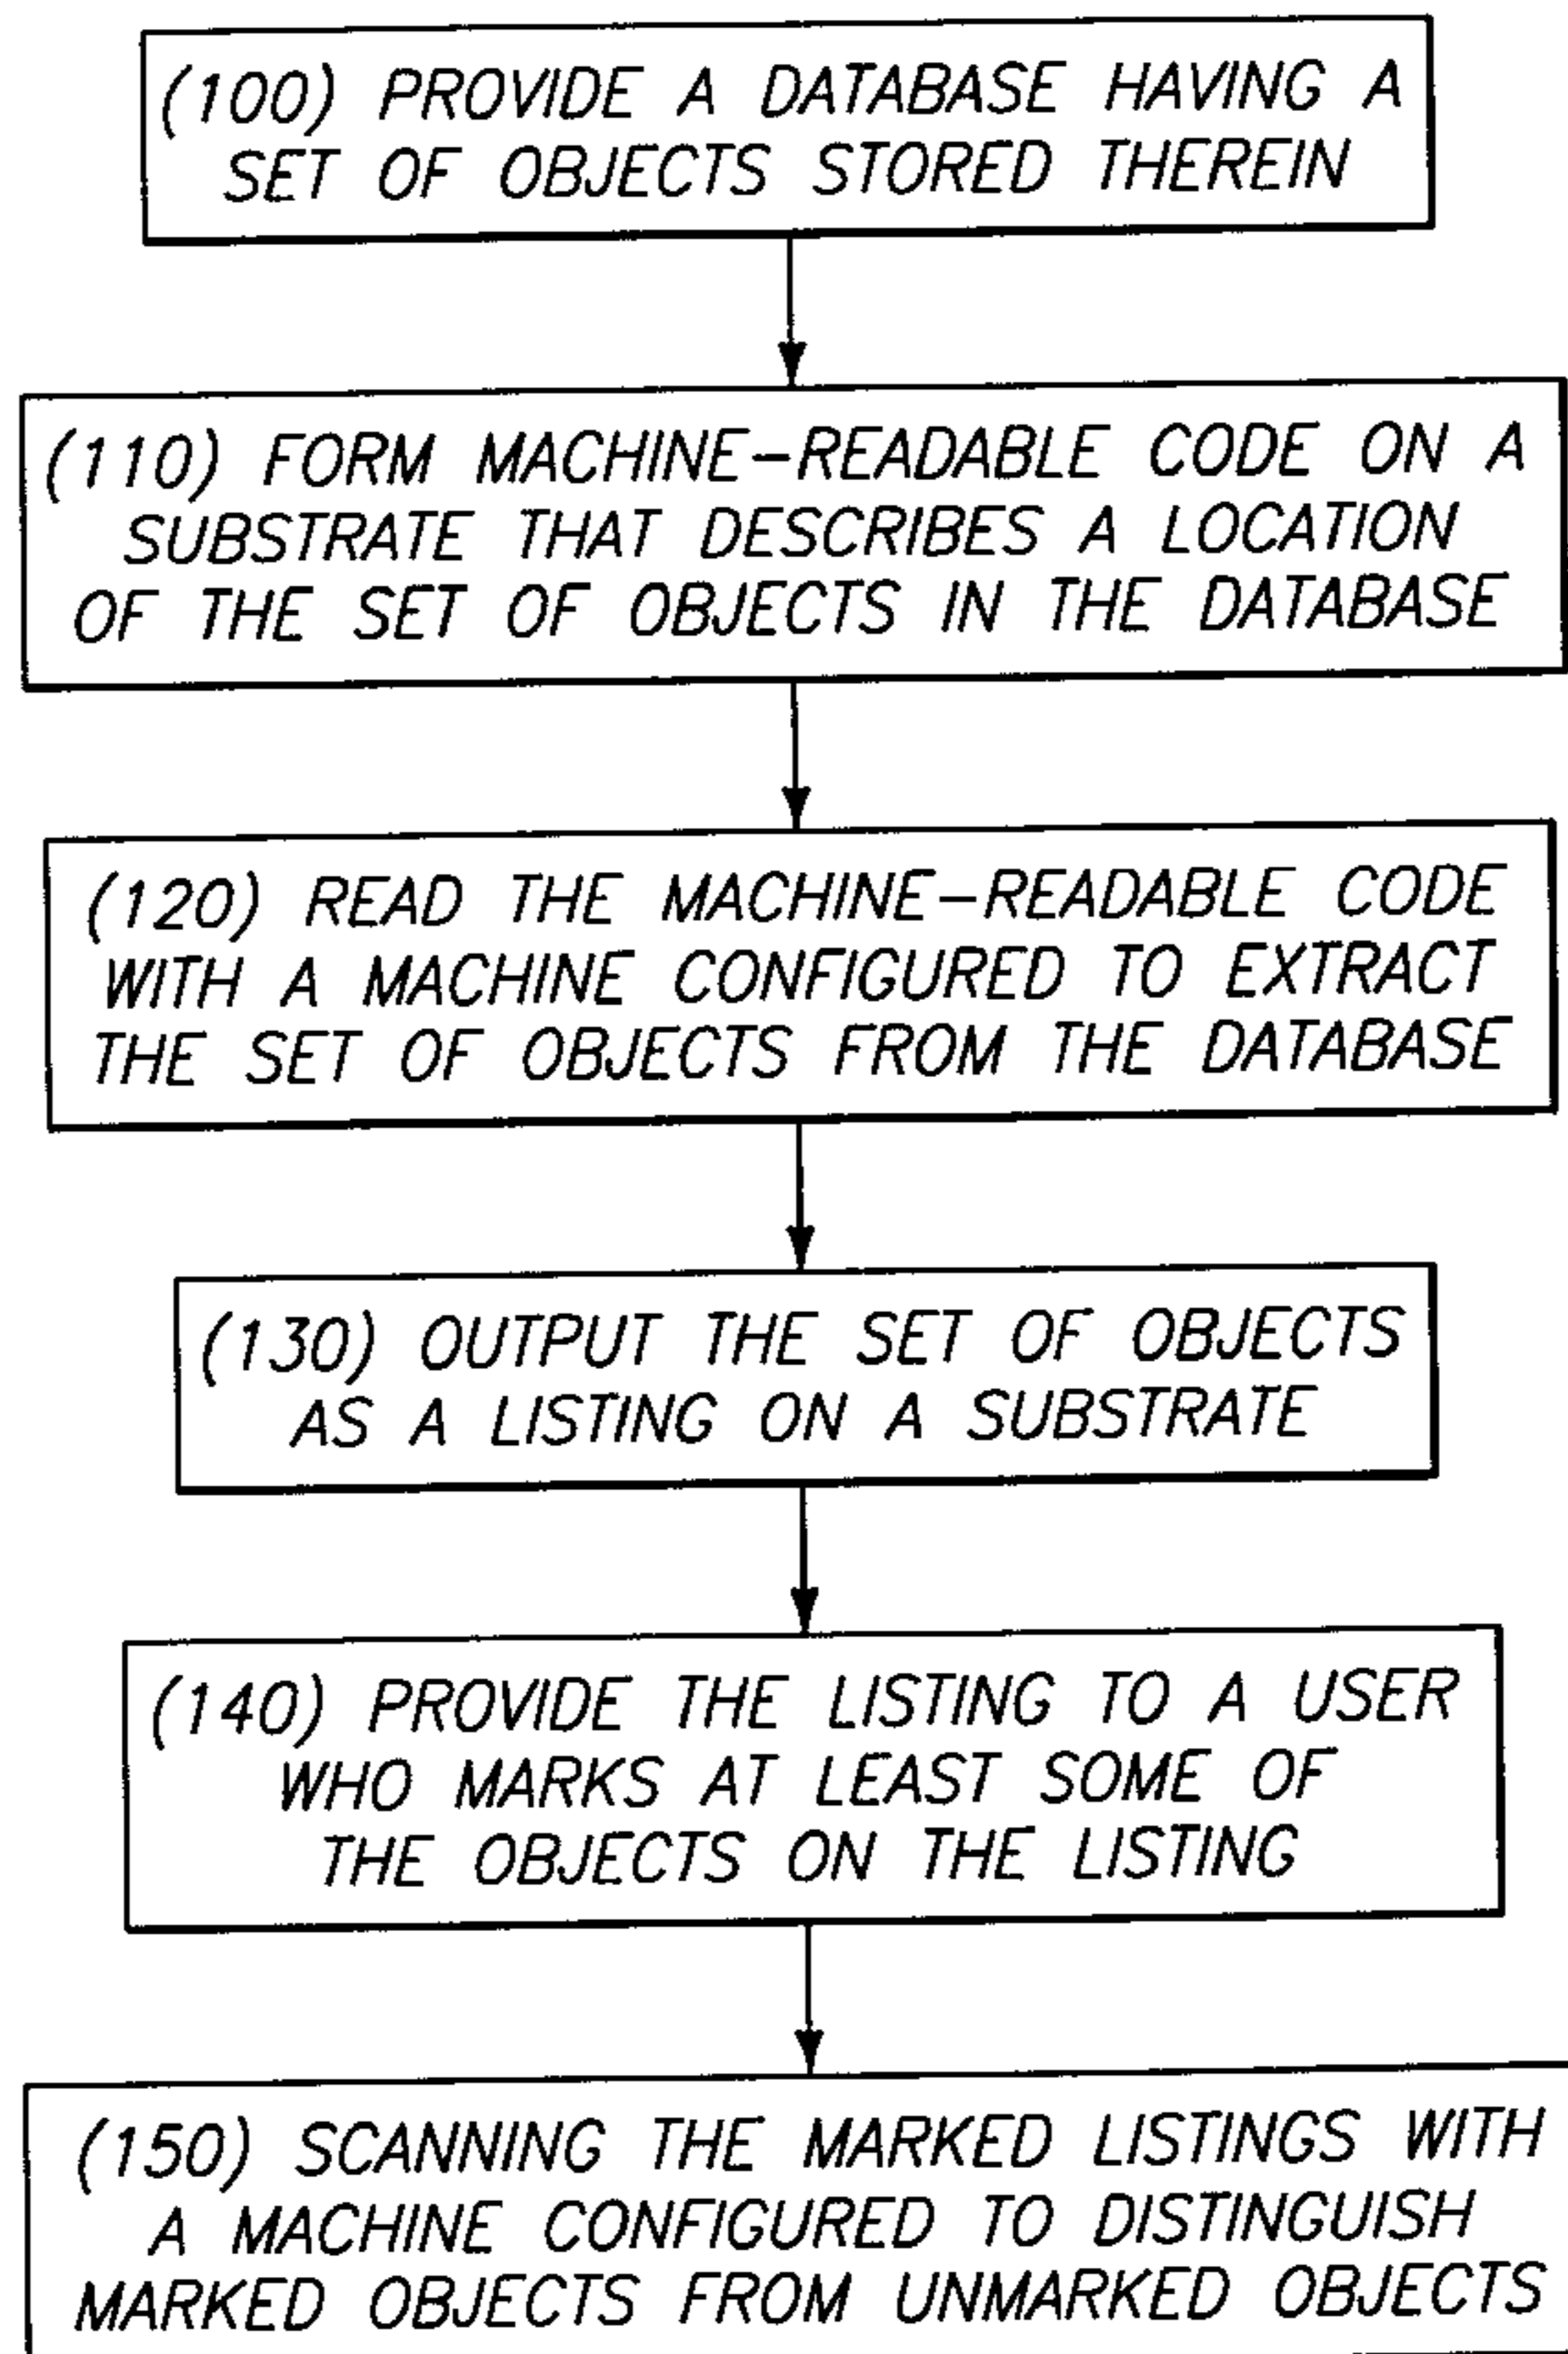 (100) PROVIDE A DATABASE HAVING A
SET OF OBJECTS STORED THEREIN
(110) FORM MACHINE-READABLE CODE ON A
SUBSTRATE THAT DESCRIBES A LOCATION
OF THE SET OF OBJECTS IN THE DATABASE
(120) READ THE MACHINE-READABLE CODE
WITH A MACHINE CONFIGURED TO EXTRACT
THE SET OF OBJECTS FROM THE DATABASE
(130) OUTPUT THE SET OF OBJECTS
AS A LISTING ON A SUBSTRATE
(140) PROVIDE THE LISTING TO A USER
WHO MARKS AT LEAST SOME OF
THE OBJECTS ON THE LISTING
(150) SCANNING THE MARKED LISTINGS WITH
A MACHINE CONFIGURED TO DISTINGUISH
MARKED OBJECTS FROM UNMARKED OBJECTS